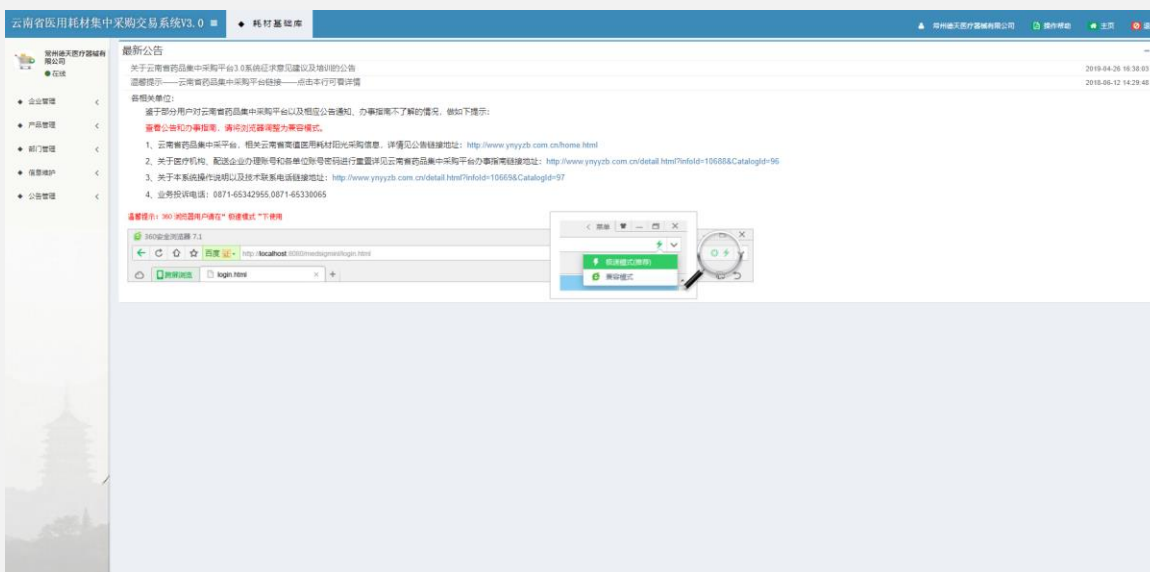 云南省医用耗材集中采购交易系统V3.0
耗材基础库
常州皓天医疗器械有限公司
操作帮助
主页
有限公司
在线
企业管理
产品管理
部门管理
信息维护
公告管理
最新公告
关于云南省药品集中采购平台3.0系统征求意见建议及培训的公告 2019-04-26 16:38:03
温馨提示——云南省药品集中采购平台链接——点击本行可看详情 2018-06-12 14:29:48
各相关单位：
鉴于部分用户对云南省药品集中采购平台以及相应公告通知、办事指南不了解的情况，做如下提示：
查看公告和办事指南，请将浏览器调整为兼容模式。
1、云南省药品集中采平台，相关云南省高值医用耗材阳光采购信息，详情见公告链接地址：http://www.ynyyzb.com.cn/home.html
2、关于医疗机构、配送企业办理账号和各单位账号密码进行重置详见云南省药品集中采购平台办事指南链接地址：http://www.ynyyzb.com.cn/detail.html?infoId=10688&CatalogId=96
3、关于本系统操作说明以及技术联系电话链接地址：http://www.ynyyzb.com.cn/detail.html?infoId=10669&CatalogId=97
4、业务投诉电话：0871-65342955,0871-65330065
温馨提示：360 浏览器用户请在“ 极速模式 ”下使用
360安全浏览器 7.1
百度
http://localhost:8080/medsigmini/login.html
跨屏浏览
login.html
菜单
极速模式(推荐)
兼容模式